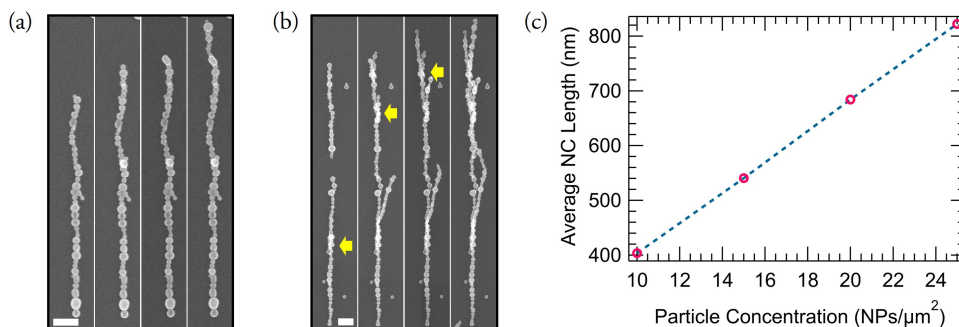 (a)
(b)
(c)
Average NC Length (nm)
800
700
600
500
400
10
12
14
16
18
20
22
24
Particle Concentration (NPs/µm²)